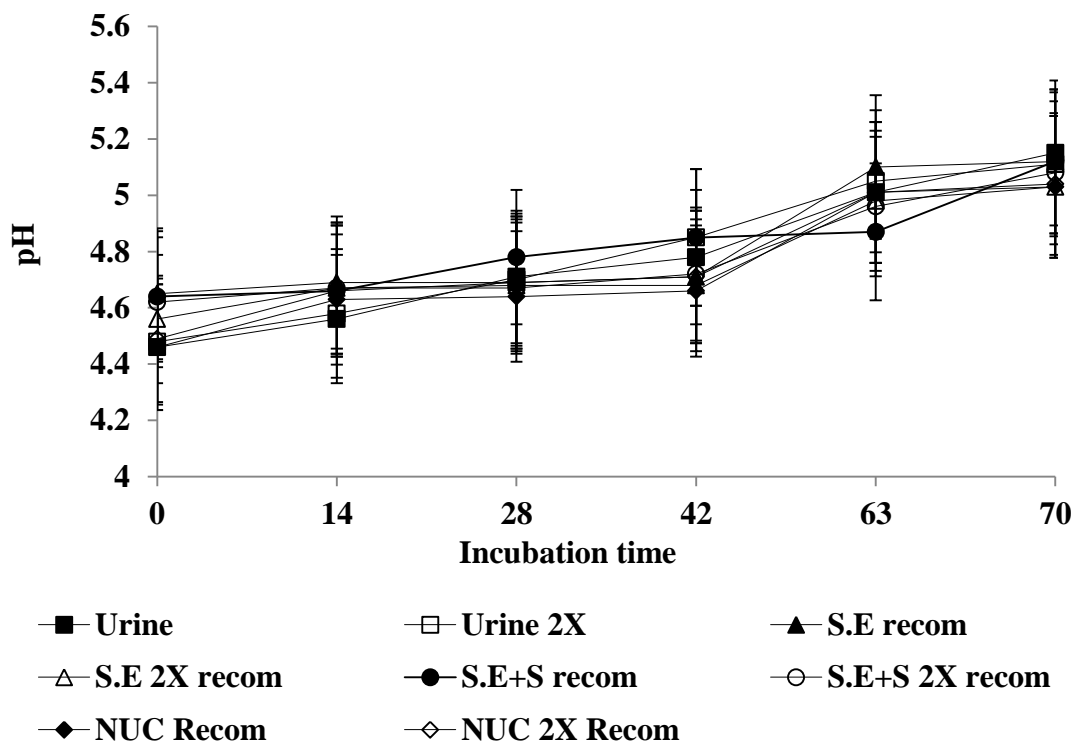 5.6
5.4
5.2
5
4.8
4.6
4.4
4.2
4
pH
0 14 28 42 63 70
Incubation time
Urine Urine 2X S.E recom
S.E 2X recom S.E+S recom S.E+S 2X recom
NUC Recom NUC 2X Recom